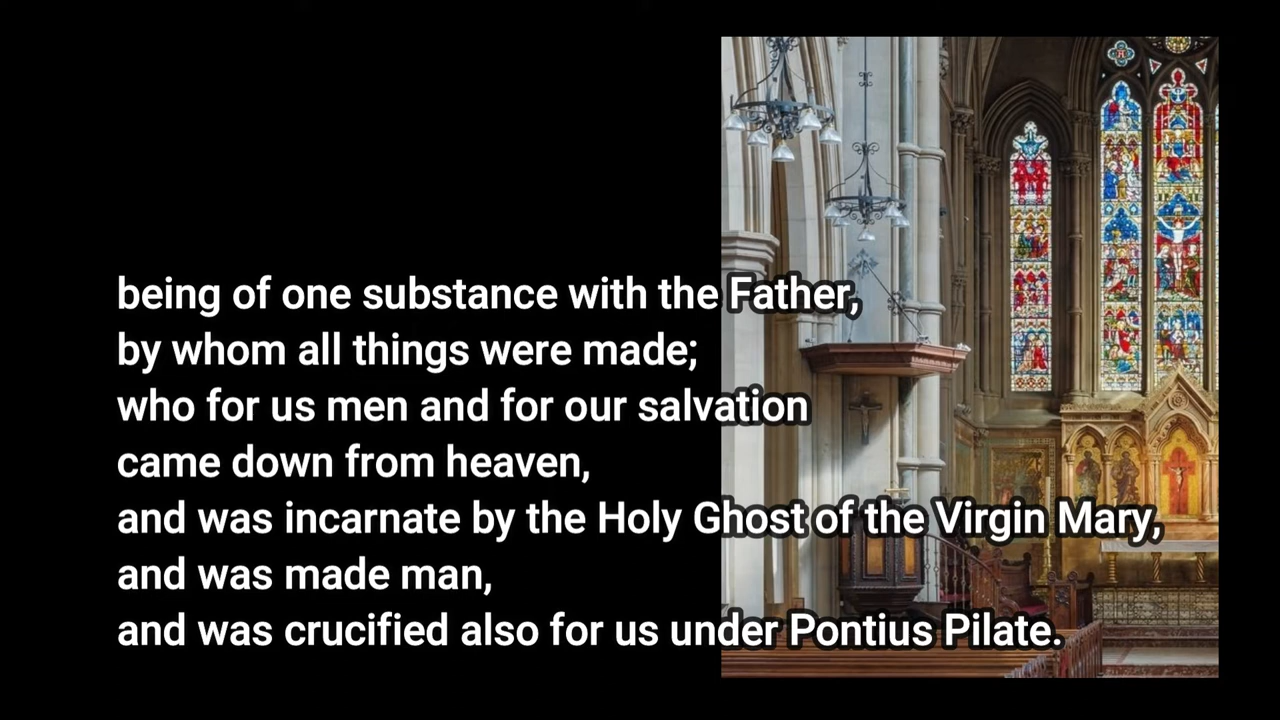 being of one substance with the Father,
by whom all things were made;
who for us men and for our salvation
came down from heaven,
and was incarnate by the Holy Ghost of the Virgin Mary,
and was made man,
and was crucified also for us under Pontius Pilate.